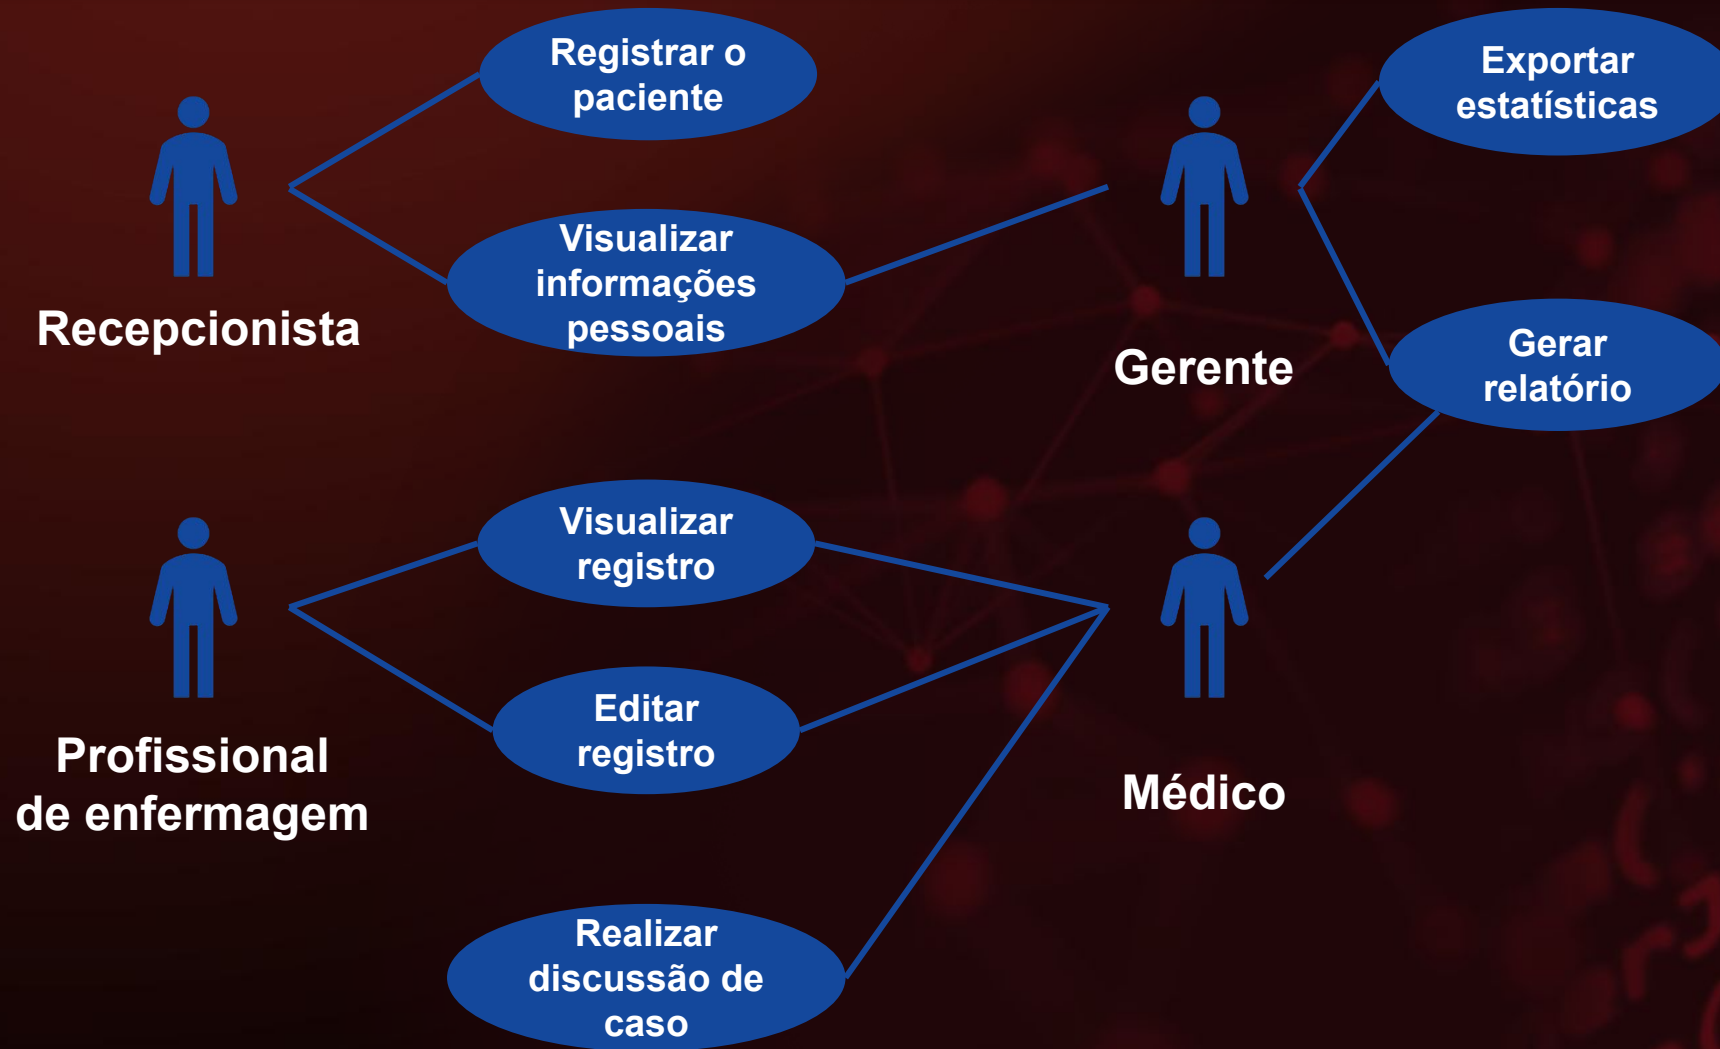 Registrar o
paciente
Exportar
estatísticas
Visualizar
informações
pessoais
Recepcionista
Gerente
Gerar
relatório
Visualizar
registro
Editar
registro
Profissional
de enfermagem
Médico
Realizar
discussão de
caso